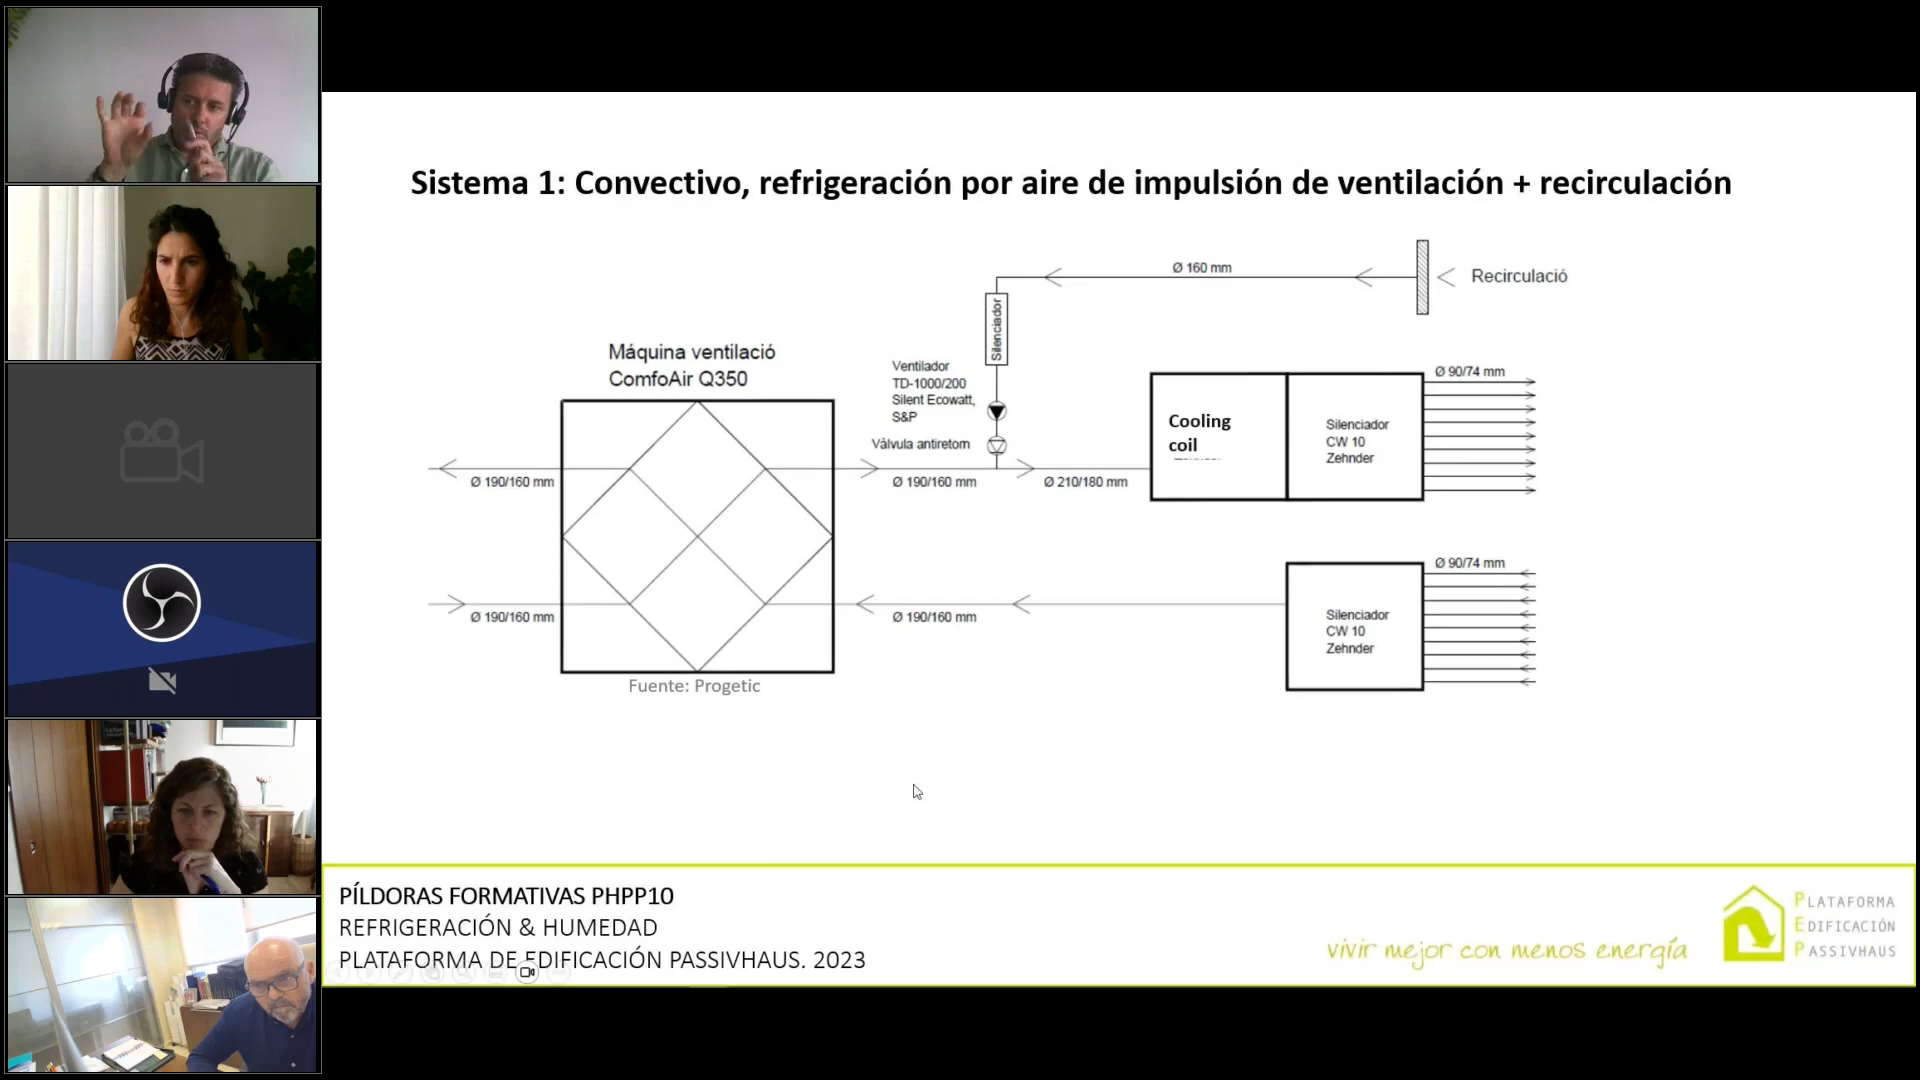 Sistema 1: Convectivo, refrigeración por aire de impulsión de ventilación + recirculación
Ø 160 mm
Recirculació
Silenciador
Máquina ventilació
ComfoAir Q350
Ventilador
TD-1000/200
Silent Ecowatt,
S&P
Vàlvula antiretorn
Ø 90/74 mm
Cooling
coil
Silenciador
CW 10
Zehnder
Ø 190/160 mm
Ø 190/160 mm
Ø 210/180 mm
Ø 90/74 mm
Silenciador
CW 10
Zehnder
Ø 190/160 mm
Ø 190/160 mm
Fuente: Progetic
PÍLDORAS FORMATIVAS PHPP10
REFRIGERACIÓN & HUMEDAD
PLATAFORMA DE EDIFICACIÓN PASSIVHAUS. 2023
vivir mejor con menos energía
PLATAFORMA
EDIFICACIÓN
PASSIVHAUS